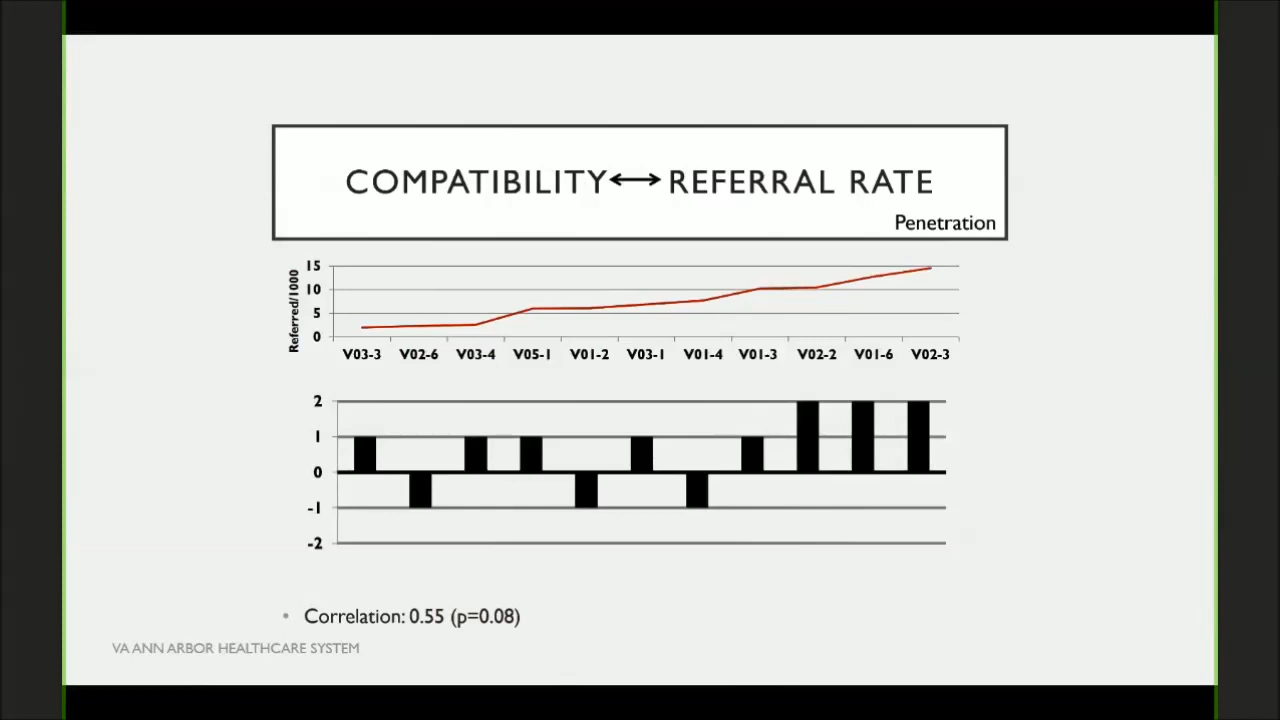 COMPATIBILITY↔REFERRAL RATE
Penetration
Referred/1000
15
10
5
0
V03-3 V02-6 V03-4 V05-1 V01-2 V03-1 V01-4 V01-3 V02-2 V01-6 V02-3
2
1
0
-1
-2
• Correlation: 0.55 (p=0.08)
VA ANN ARBOR HEALTHCARE SYSTEM